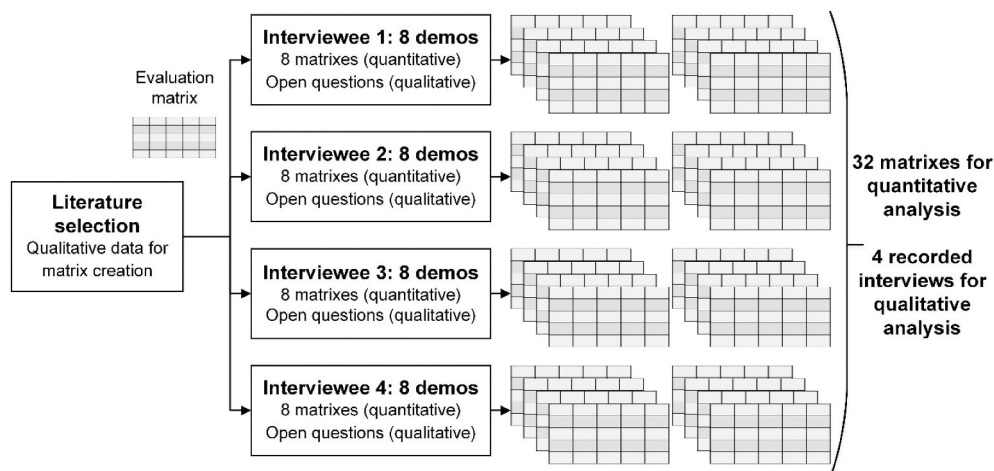 Evaluation
matrix
Literature
selection
Qualitative data for
matrix creation
Interviewee 1: 8 demos
8 matrixes (quantitative)
Open questions (qualitative)
Interviewee 2: 8 demos
8 matrixes (quantitative)
Open questions (qualitative)
Interviewee 3: 8 demos
8 matrixes (quantitative)
Open questions (qualitative)
Interviewee 4: 8 demos
8 matrixes (quantitative)
Open questions (qualitative)
32 matrixes for
quantitative
analysis
4 recorded
interviews for
qualitative
analysis